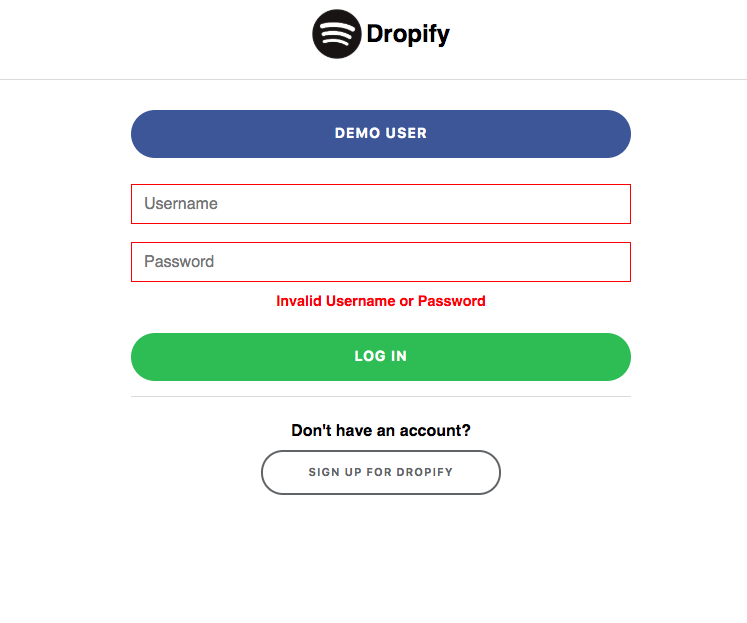 Dropify
DEMO USER
Username
Password
Invalid Username or Password
LOG IN
Don't have an account?
SIGN UP FOR DROPIFY